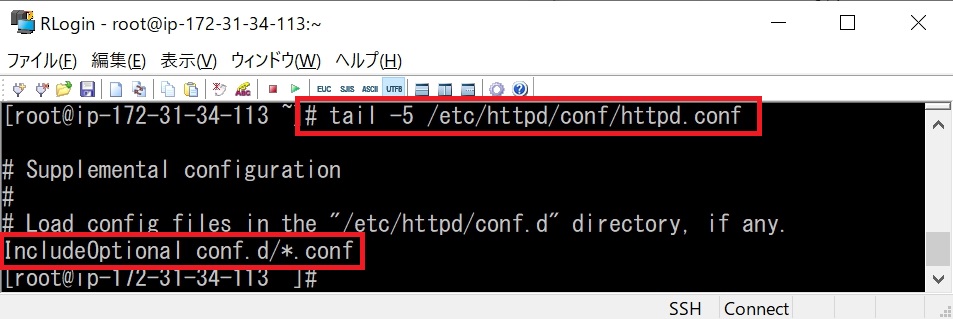 RLogin - root@ip-172-31-34-113:~
ファイル(F) 編集(E) 表示(V) ウィンドウ(W) ヘルプ(H)
EUC SJIS ASCII UTF8
[root@ip-172-31-34-113 ~]# tail -5 /etc/httpd/conf/httpd.conf
# Supplemental configuration
#
# Load config files in the "/etc/httpd/conf.d" directory, if any.
IncludeOptional conf.d/*.conf
[root@ip-172-31-34-113 ~]#
SSH Connect